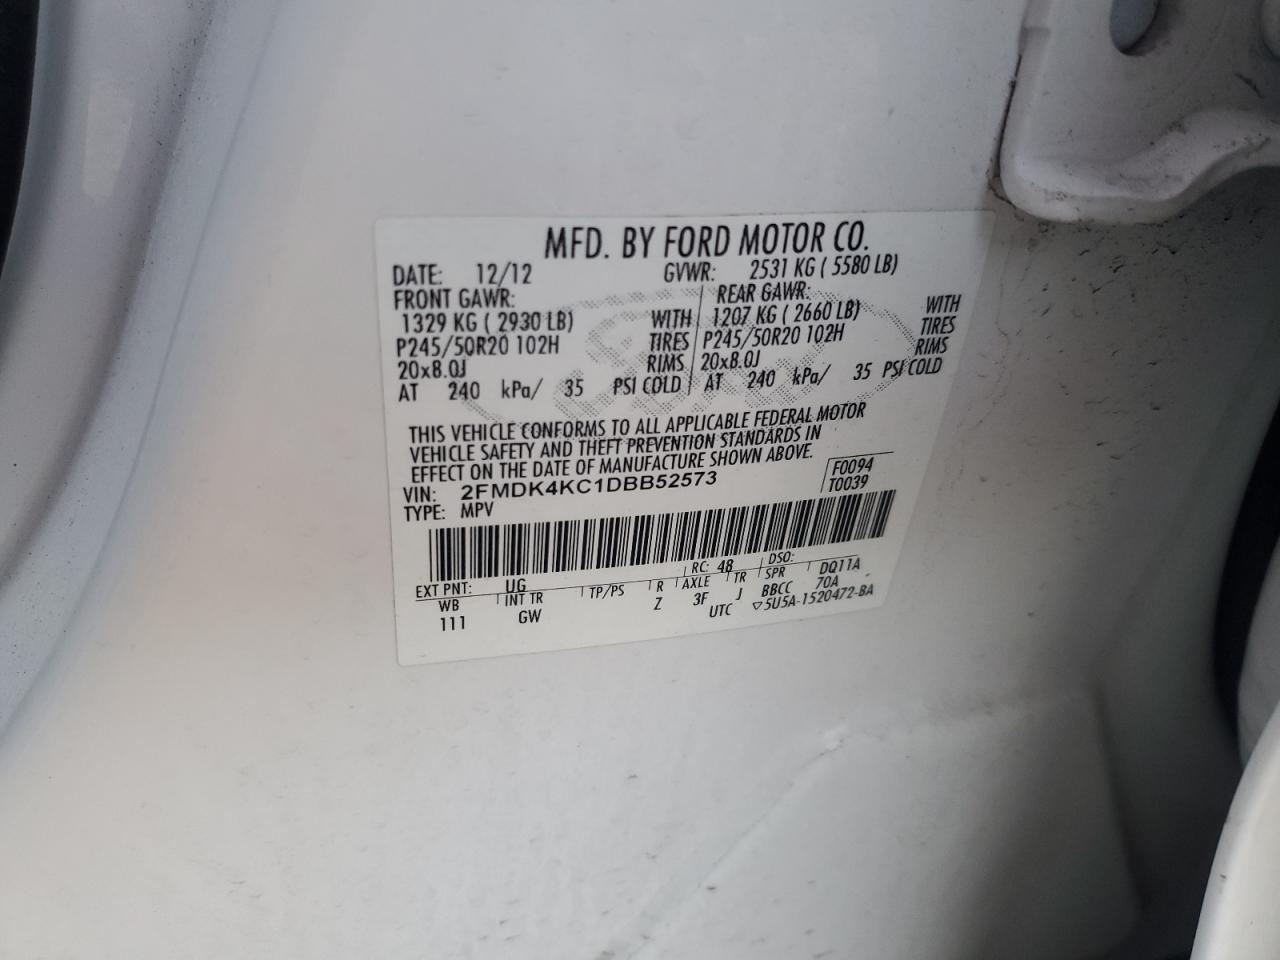 MFD. BY FORD MOTOR CO.
DATE: 12/12 GVWR: 2531 KG ( 5580 LB)
FRONT GAWR: REAR GAWR:
1329 KG ( 2930 LB) WITH 1207 KG ( 2660 LB) WITH
P245/50R20 102H TIRES P245/50R20 102H TIRES
20x8.0J RIMS 20x8.0J RIMS
AT 240 kPa/ 35 PSI COLD AT 240 kPa/ 35 PSI COLD
THIS VEHICLE CONFORMS TO ALL APPLICABLE FEDERAL MOTOR
VEHICLE SAFETY AND THEFT PREVENTION STANDARDS IN
EFFECT ON THE DATE OF MANUFACTURE SHOWN ABOVE.
F0094
VIN: 2FMDK4KC1DBB52573 T0039
TYPE: MPV
EXT PNT: UG RC: 48 DSO:
WB INT TR TP/PS R AXLE TR SPR DQ11A
111 GW Z 3F J BBCC 70A
UTC ▽5U5A-1520472-BA